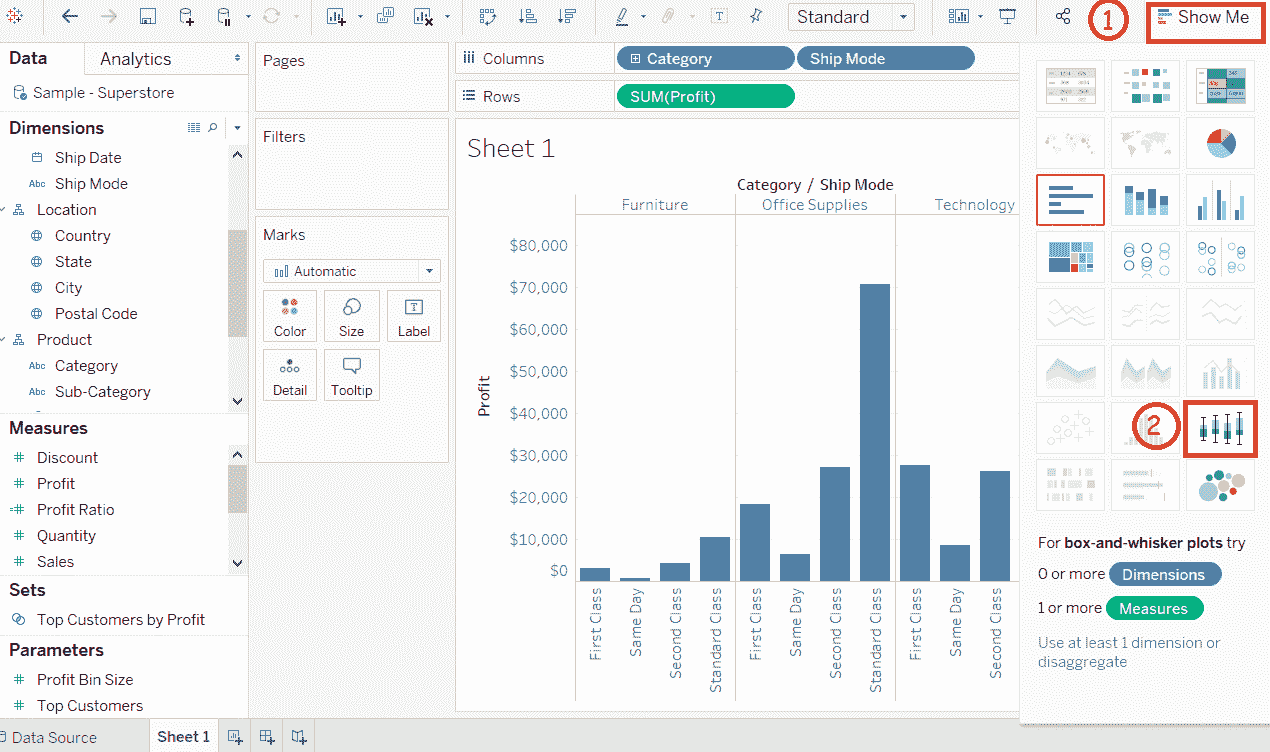 Standard
1
Show Me
Data
Analytics
Sample - Superstore
Dimensions
Ship Date
Abc Ship Mode
Location
Country
State
City
Postal Code
Product
Abc Category
Abc Sub-Category
Measures
Discount
Profit
Profit Ratio
Quantity
Sales
Sets
Top Customers by Profit
Parameters
Profit Bin Size
Top Customers
Pages
Filters
Marks
Automatic
Color
Size
Label
Detail
Tooltip
Columns
Category
Ship Mode
Rows
SUM(Profit)
Sheet 1
Category / Ship Mode
Furniture
Office Supplies
Technology
Profit
$80,000
$70,000
$60,000
$50,000
$40,000
$30,000
$20,000
$10,000
$0
First Class
Same Day
Second Class
Standard Class
First Class
Same Day
Second Class
Standard Class
First Class
Same Day
Second Class
2
For box-and-whisker plots try
0 or more Dimensions
1 or more Measures
Use at least 1 dimension or
disaggregate
Data Source
Sheet 1